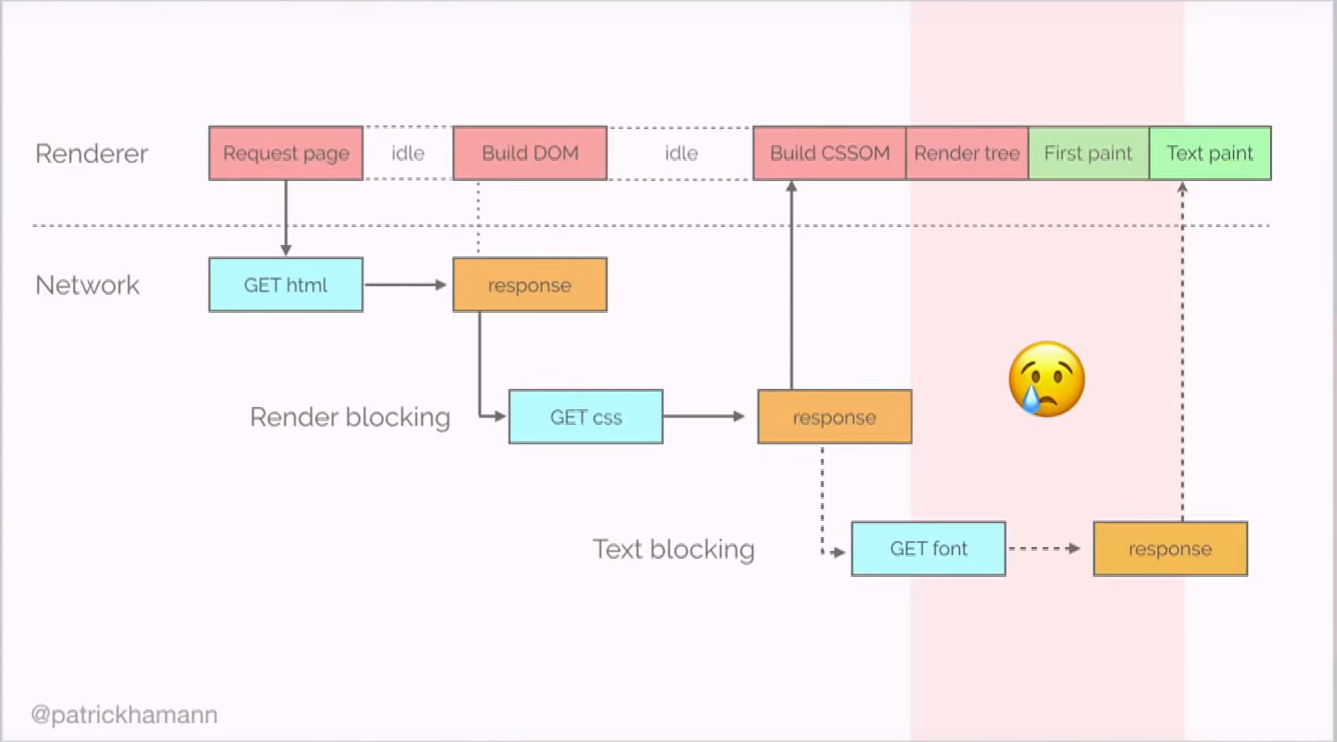 Renderer
Request page
idle
Build DOM
idle
Build CSSOM
Render tree
First paint
Text paint
Network
GET html
response
Render blocking
GET css
response
Text blocking
GET font
response
@patrickhamann